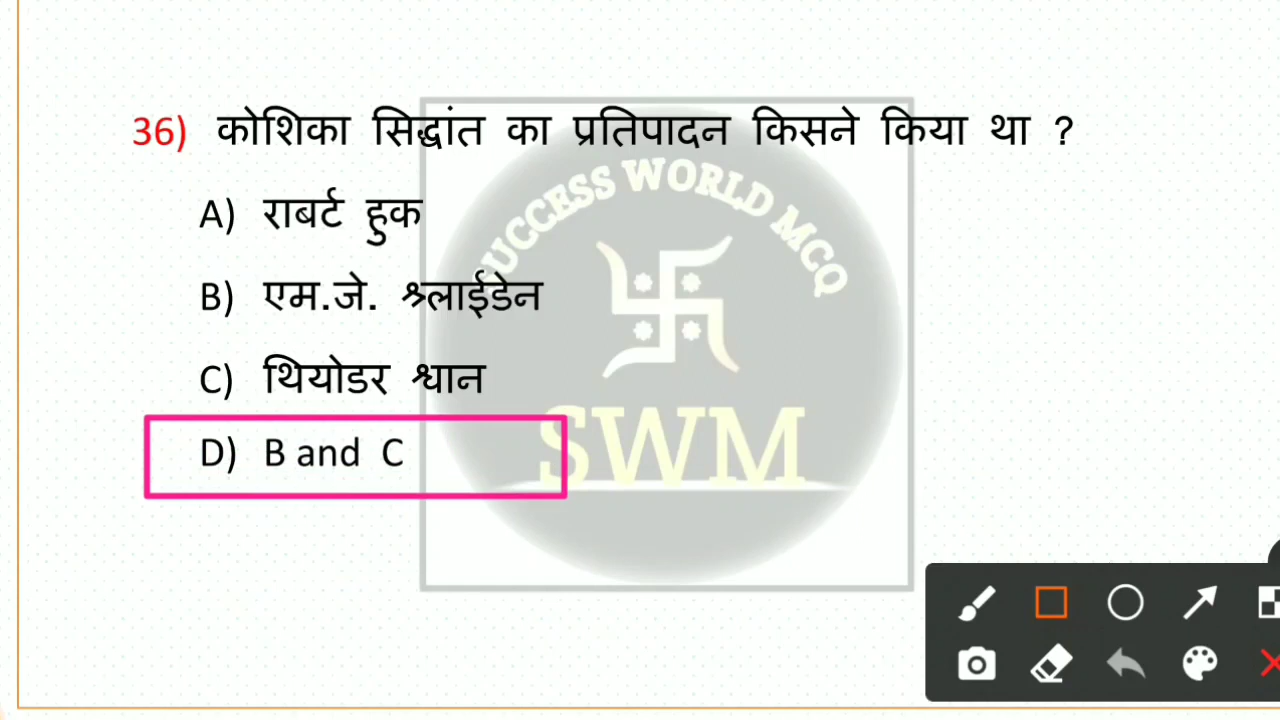 36) कोशिका सिद्धांत का प्रतिपादन किसने किया था ?
A) राबर्ट हुक
B) एम.जे. श्र्लाईडेन
C) थियोडर श्वान
D) B and C
SUCCESS WORLD MCQ
SWM